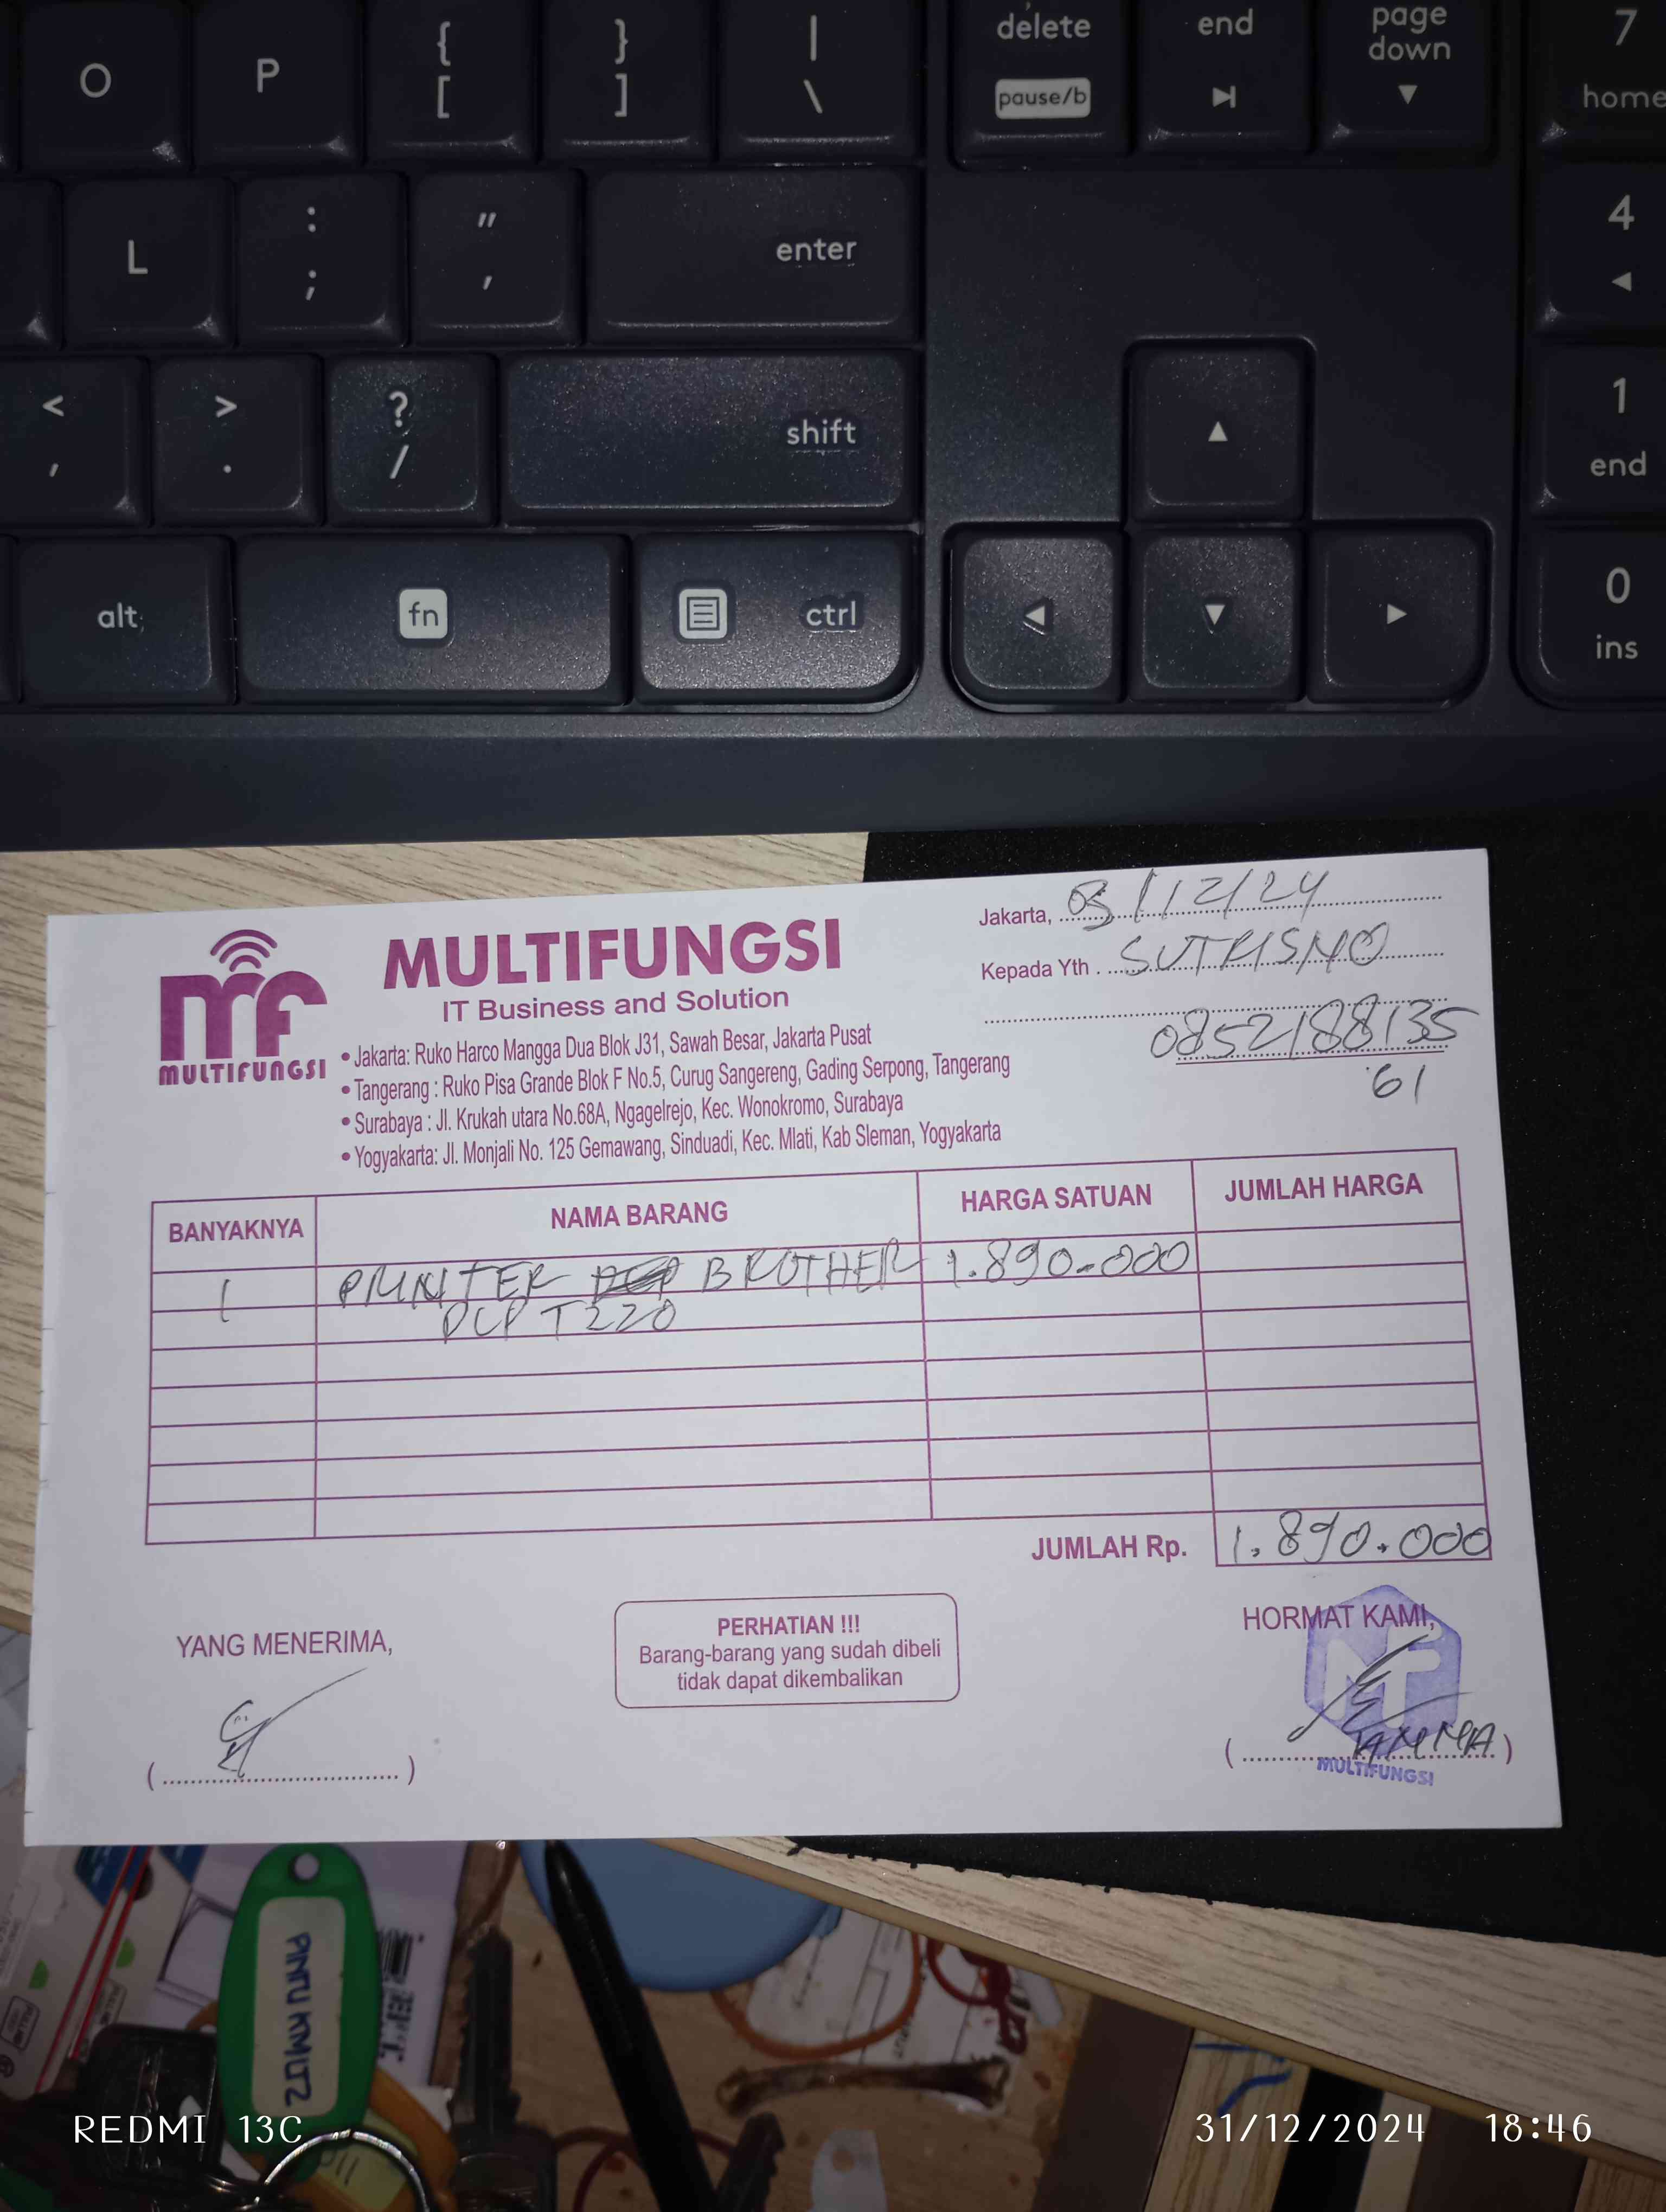 delete
end
page
down
7
O
P
{
[
}
]
|
\
pause/b
home
L
:
;
"
'
enter
4
<
,
>
.
?
/
shift
1
end
alt
fn
ctrl
0
ins
mf
MULTIFUNGSI
MULTIFUNGSI
IT Business and Solution
• Jakarta: Ruko Harco Mangga Dua Blok J31, Sawah Besar, Jakarta Pusat
• Tangerang : Ruko Pisa Grande Blok F No.5, Curug Sangereng, Gading Serpong, Tangerang
• Surabaya : Jl. Krukah utara No.68A, Ngagelrejo, Kec. Wonokromo, Surabaya
• Yogyakarta: Jl. Monjali No. 125 Gemawang, Sinduadi, Kec. Mlati, Kab Sleman, Yogyakarta
Jakarta, 03/12/24
Kepada Yth . SUTRISNO
0852188135
61
BANYAKNYA NAMA BARANG HARGA SATUAN JUMLAH HARGA
1 PRINTER BROTHER 1.890.000
DCP T220
JUMLAH Rp. 1.890.000
YANG MENERIMA,
PERHATIAN !!!
Barang-barang yang sudah dibeli
tidak dapat dikembalikan
HORMAT KAMI,
MULTIFUNGSI
PINTU KM LT2
REDMI 13C
31/12/2024 18:46